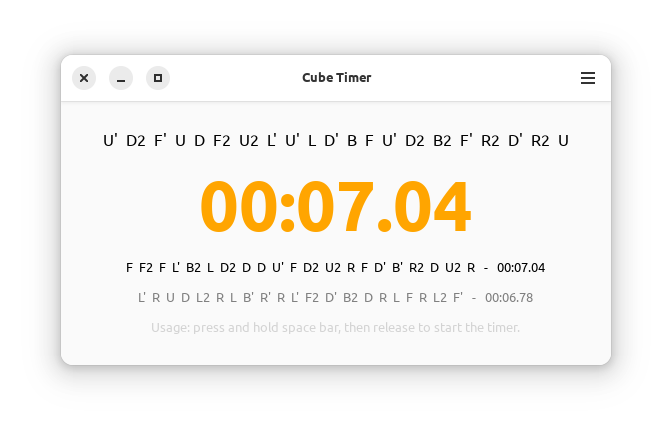 Cube Timer
U' D2 F' U D F2 U2 L' U' L D' B F U' D2 B2 F' R2 D' R2 U
00:07.04
F F2 F L' B2 L D2 D D U' F D2 U2 R F D' B' R2 D U2 R - 00:07.04
L' R U D L2 R L B' R' R L' F2 D' B2 D R L F R L2 F' - 00:06.78
Usage: press and hold space bar, then release to start the timer.